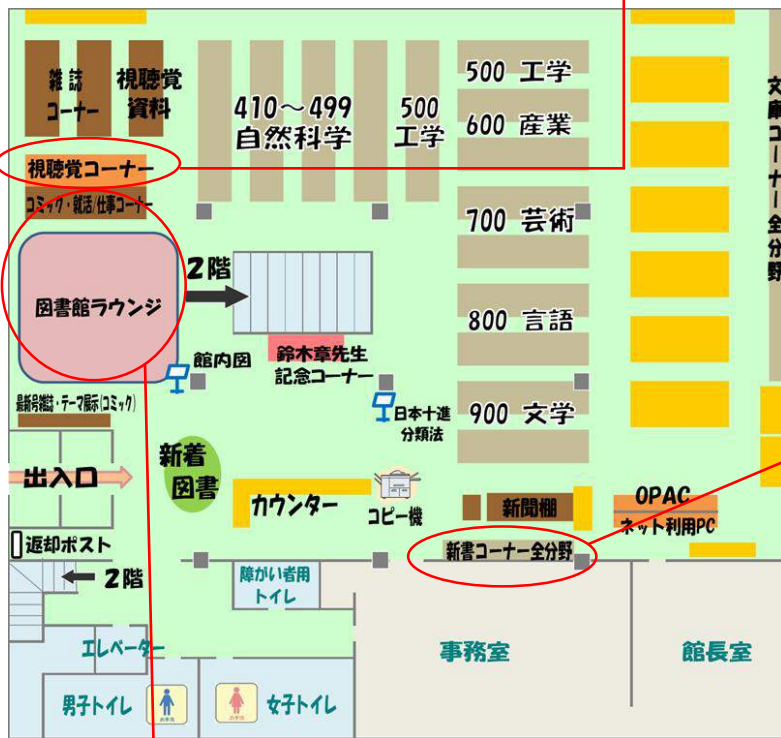 雑誌
コーナー
視聴覚
資料
410～499
自然科学
500
工学
500 工学
600 産業
文庫コーナー全分野
視聴覚コーナー
コミック・就活/仕事コーナー
700 芸術
2階
図書館ラウンジ
800 言語
館内図
鈴木章先生
記念コーナー
最新号雑誌・テーマ展示(コミック)
日本十進
分類法
900 文学
出入口
新着
図書
カウンター
コピー機
新聞棚
OPAC
ネット利用PC
返却ポスト
新書コーナー全分野
2階
障がい者用
トイレ
エレベーター
事務室
館長室
男子トイレ
女子トイレ